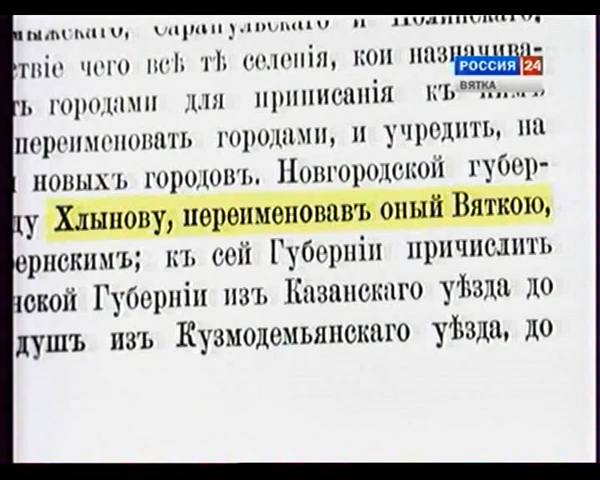 Сарапульскаго и
ствіе чего всѣ тѣ селенія, кои назначива-
РОССИЯ 24
ВЯТКА
ть городами для приписанія къ нимъ
переименовать городами, и учредить, на
новыхъ городовъ. Новгородской губер-
ду Хлынову, переименовавъ оный Вяткою,
ернскимъ; къ сей Губерніи причислить
нской Губерніи изъ Казанскаго уѣзда до
душъ изъ Кузмодемьянскаго уѣзда, до